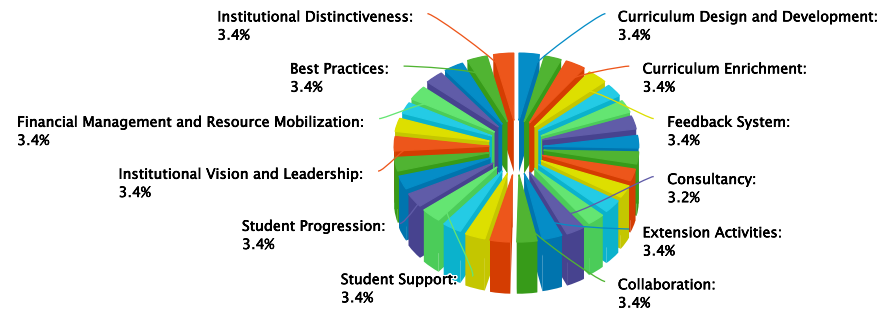 Institutional Distinctiveness:
3.4%
Best Practices:
3.4%
Financial Management and Resource Mobilization:
3.4%
Institutional Vision and Leadership:
3.4%
Student Progression:
3.4%
Student Support:
3.4%
Curriculum Design and Development:
3.4%
Curriculum Enrichment:
3.4%
Feedback System:
3.4%
Consultancy:
3.2%
Extension Activities:
3.4%
Collaboration:
3.4%